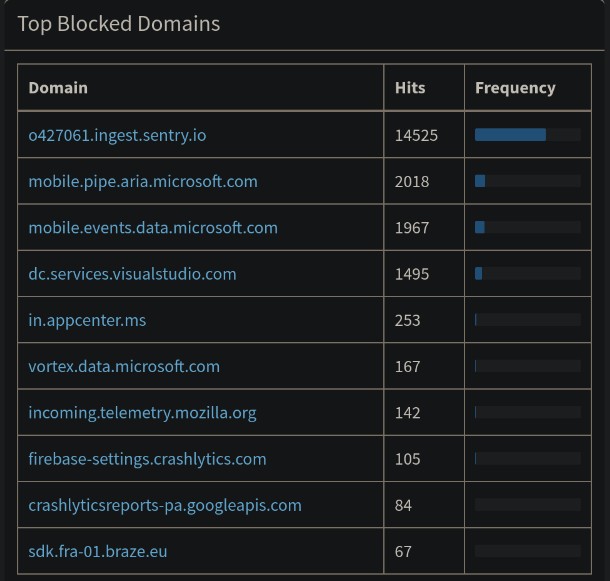 Top Blocked Domains
Domain Hits Frequency
o427061.ingest.sentry.io 14525
mobile.pipe.aria.microsoft.com 2018
mobile.events.data.microsoft.com 1967
dc.services.visualstudio.com 1495
in.appcenter.ms 253
vortex.data.microsoft.com 167
incoming.telemetry.mozilla.org 142
firebase-settings.crashlytics.com 105
crashlyticsreports-pa.googleapis.com 84
sdk.fra-01.braze.eu 67